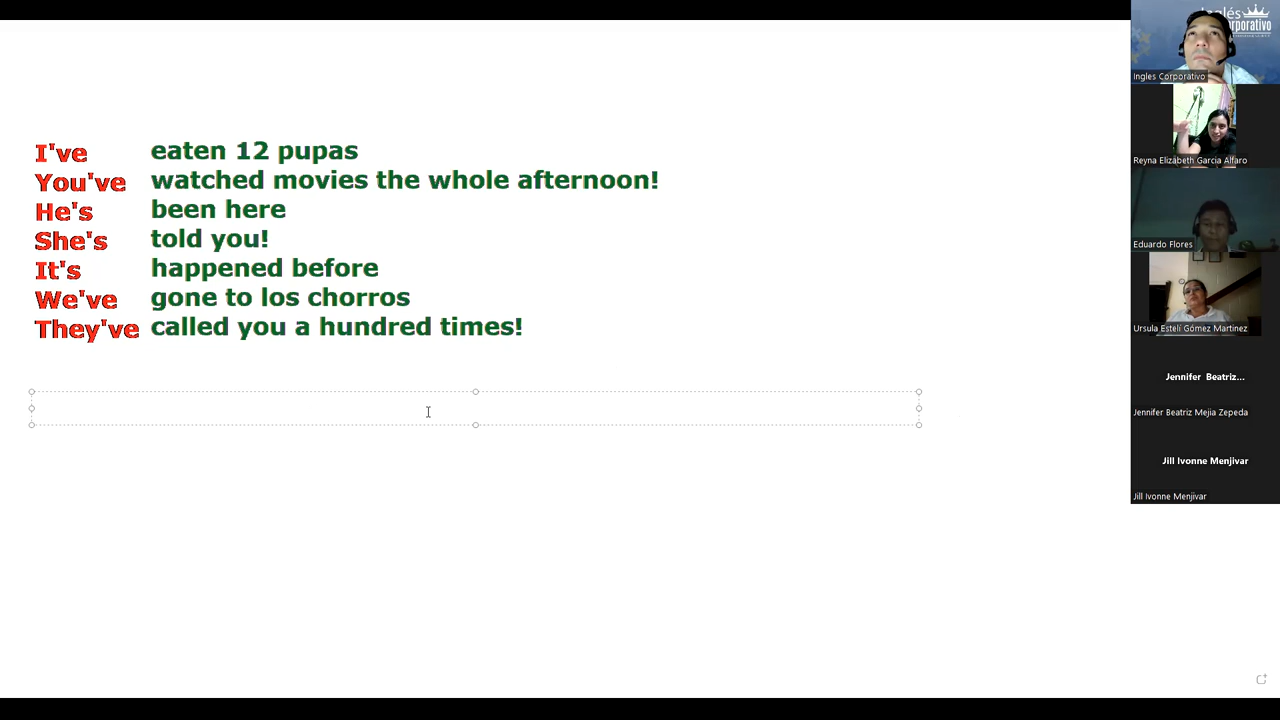 I've eaten 12 pupas
You've watched movies the whole afternoon!
He's been here
She's told you!
It's happened before
We've gone to los chorros
They've called you a hundred times!
Inglés
Ingles Corporativo
Reyna Elizabeth Garcia Alfaro
Eduardo Flores
Ursula Estelí Gómez Martinez
Jennifer Beatriz...
Jennifer Beatriz Mejia Zepeda
Jill Ivonne Menjivar
Jill Ivonne Menjivar